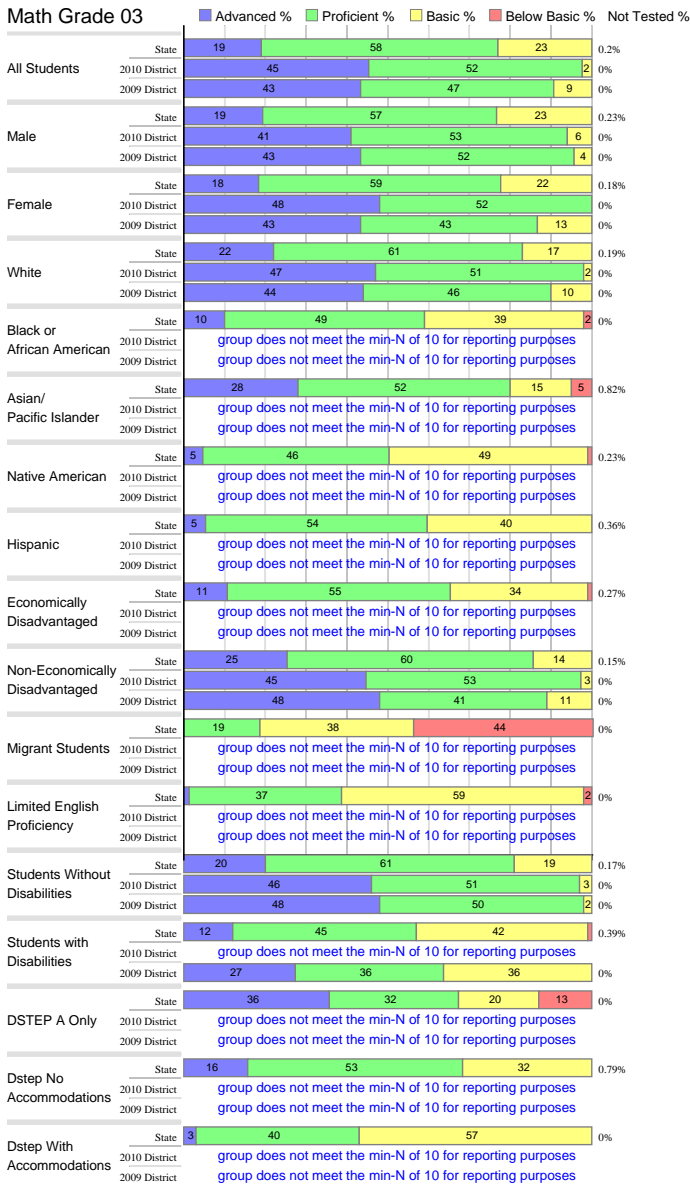 Math Grade 03 Advanced % Proficient % Basic % Below Basic % Not Tested %
All Students
State 19 58 23 0.2%
2010 District 45 52 2 0%
2009 District 43 47 9 0%
Male
State 19 57 23 0.23%
2010 District 41 53 6 0%
2009 District 43 52 4 0%
Female
State 18 59 22 0.18%
2010 District 48 52 0%
2009 District 43 43 13 0%
White
State 22 61 17 0.19%
2010 District 47 51 2 0%
2009 District 44 46 10 0%
Black or
African American
State 10 49 39 2 0%
2010 District group does not meet the min-N of 10 for reporting purposes
2009 District group does not meet the min-N of 10 for reporting purposes
Asian/
Pacific Islander
State 28 52 15 5 0.82%
2010 District group does not meet the min-N of 10 for reporting purposes
2009 District group does not meet the min-N of 10 for reporting purposes
Native American
State 5 46 49 0.23%
2010 District group does not meet the min-N of 10 for reporting purposes
2009 District group does not meet the min-N of 10 for reporting purposes
Hispanic
State 5 54 40 0.36%
2010 District group does not meet the min-N of 10 for reporting purposes
2009 District group does not meet the min-N of 10 for reporting purposes
Economically
Disadvantaged
State 11 55 34 0.27%
2010 District group does not meet the min-N of 10 for reporting purposes
2009 District group does not meet the min-N of 10 for reporting purposes
Non-Economically
Disadvantaged
State 25 60 14 0.15%
2010 District 45 53 3 0%
2009 District 48 41 11 0%
Migrant Students
State 19 38 44 0%
2010 District group does not meet the min-N of 10 for reporting purposes
2009 District group does not meet the min-N of 10 for reporting purposes
Limited English
Proficiency
State 37 59 2 0%
2010 District group does not meet the min-N of 10 for reporting purposes
2009 District group does not meet the min-N of 10 for reporting purposes
Students Without
Disabilities
State 20 61 19 0.17%
2010 District 46 51 3 0%
2009 District 48 50 2 0%
Students with
Disabilities
State 12 45 42 0.39%
2010 District group does not meet the min-N of 10 for reporting purposes
2009 District 27 36 36 0%
DSTEP A Only
State 36 32 20 13 0%
2010 District group does not meet the min-N of 10 for reporting purposes
2009 District group does not meet the min-N of 10 for reporting purposes
Dstep No
Accommodations
State 16 53 32 0.79%
2010 District group does not meet the min-N of 10 for reporting purposes
2009 District group does not meet the min-N of 10 for reporting purposes
Dstep With
Accommodations
State 3 40 57 0%
2010 District group does not meet the min-N of 10 for reporting purposes
2009 District group does not meet the min-N of 10 for reporting purposes